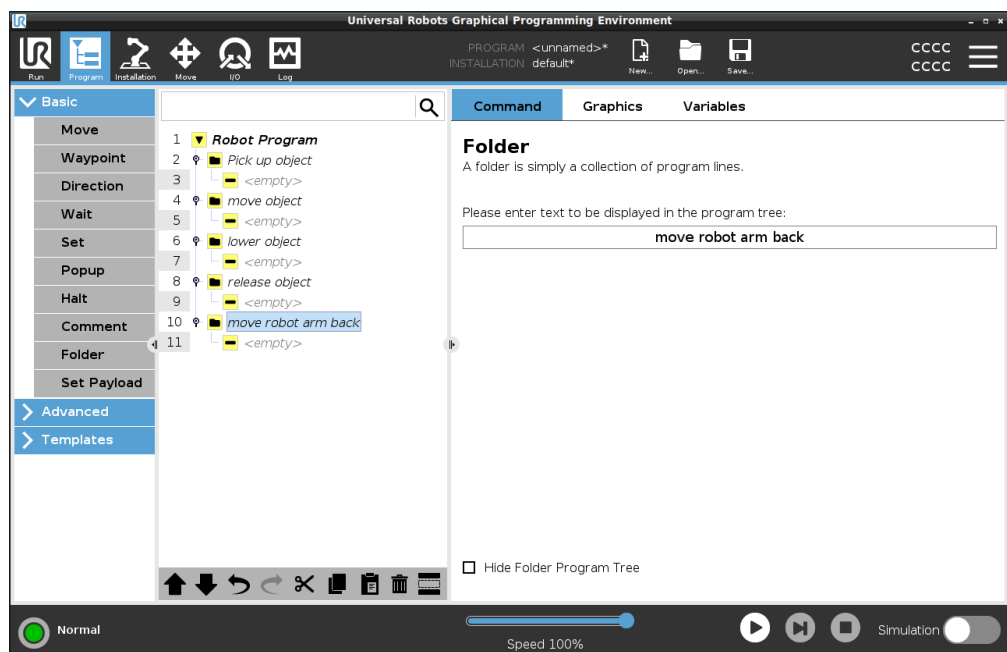 Universal Robots Graphical Programming Environment
PROGRAM <unnamed>*
INSTALLATION default*
Run
Program
Installation
Move
I/O
Log
New...
Open...
Save...
CCCC
CCCC
Basic
Move
Waypoint
Direction
Wait
Set
Popup
Halt
Comment
Folder
Set Payload
Advanced
Templates
1 Robot Program
2 Pick up object
3 <empty>
4 move object
5 <empty>
6 lower object
7 <empty>
8 release object
9 <empty>
10 move robot arm back
11 <empty>
Command Graphics Variables
Folder
A folder is simply a collection of program lines.
Please enter text to be displayed in the program tree:
move robot arm back
Hide Folder Program Tree
Normal
Speed 100%
Simulation